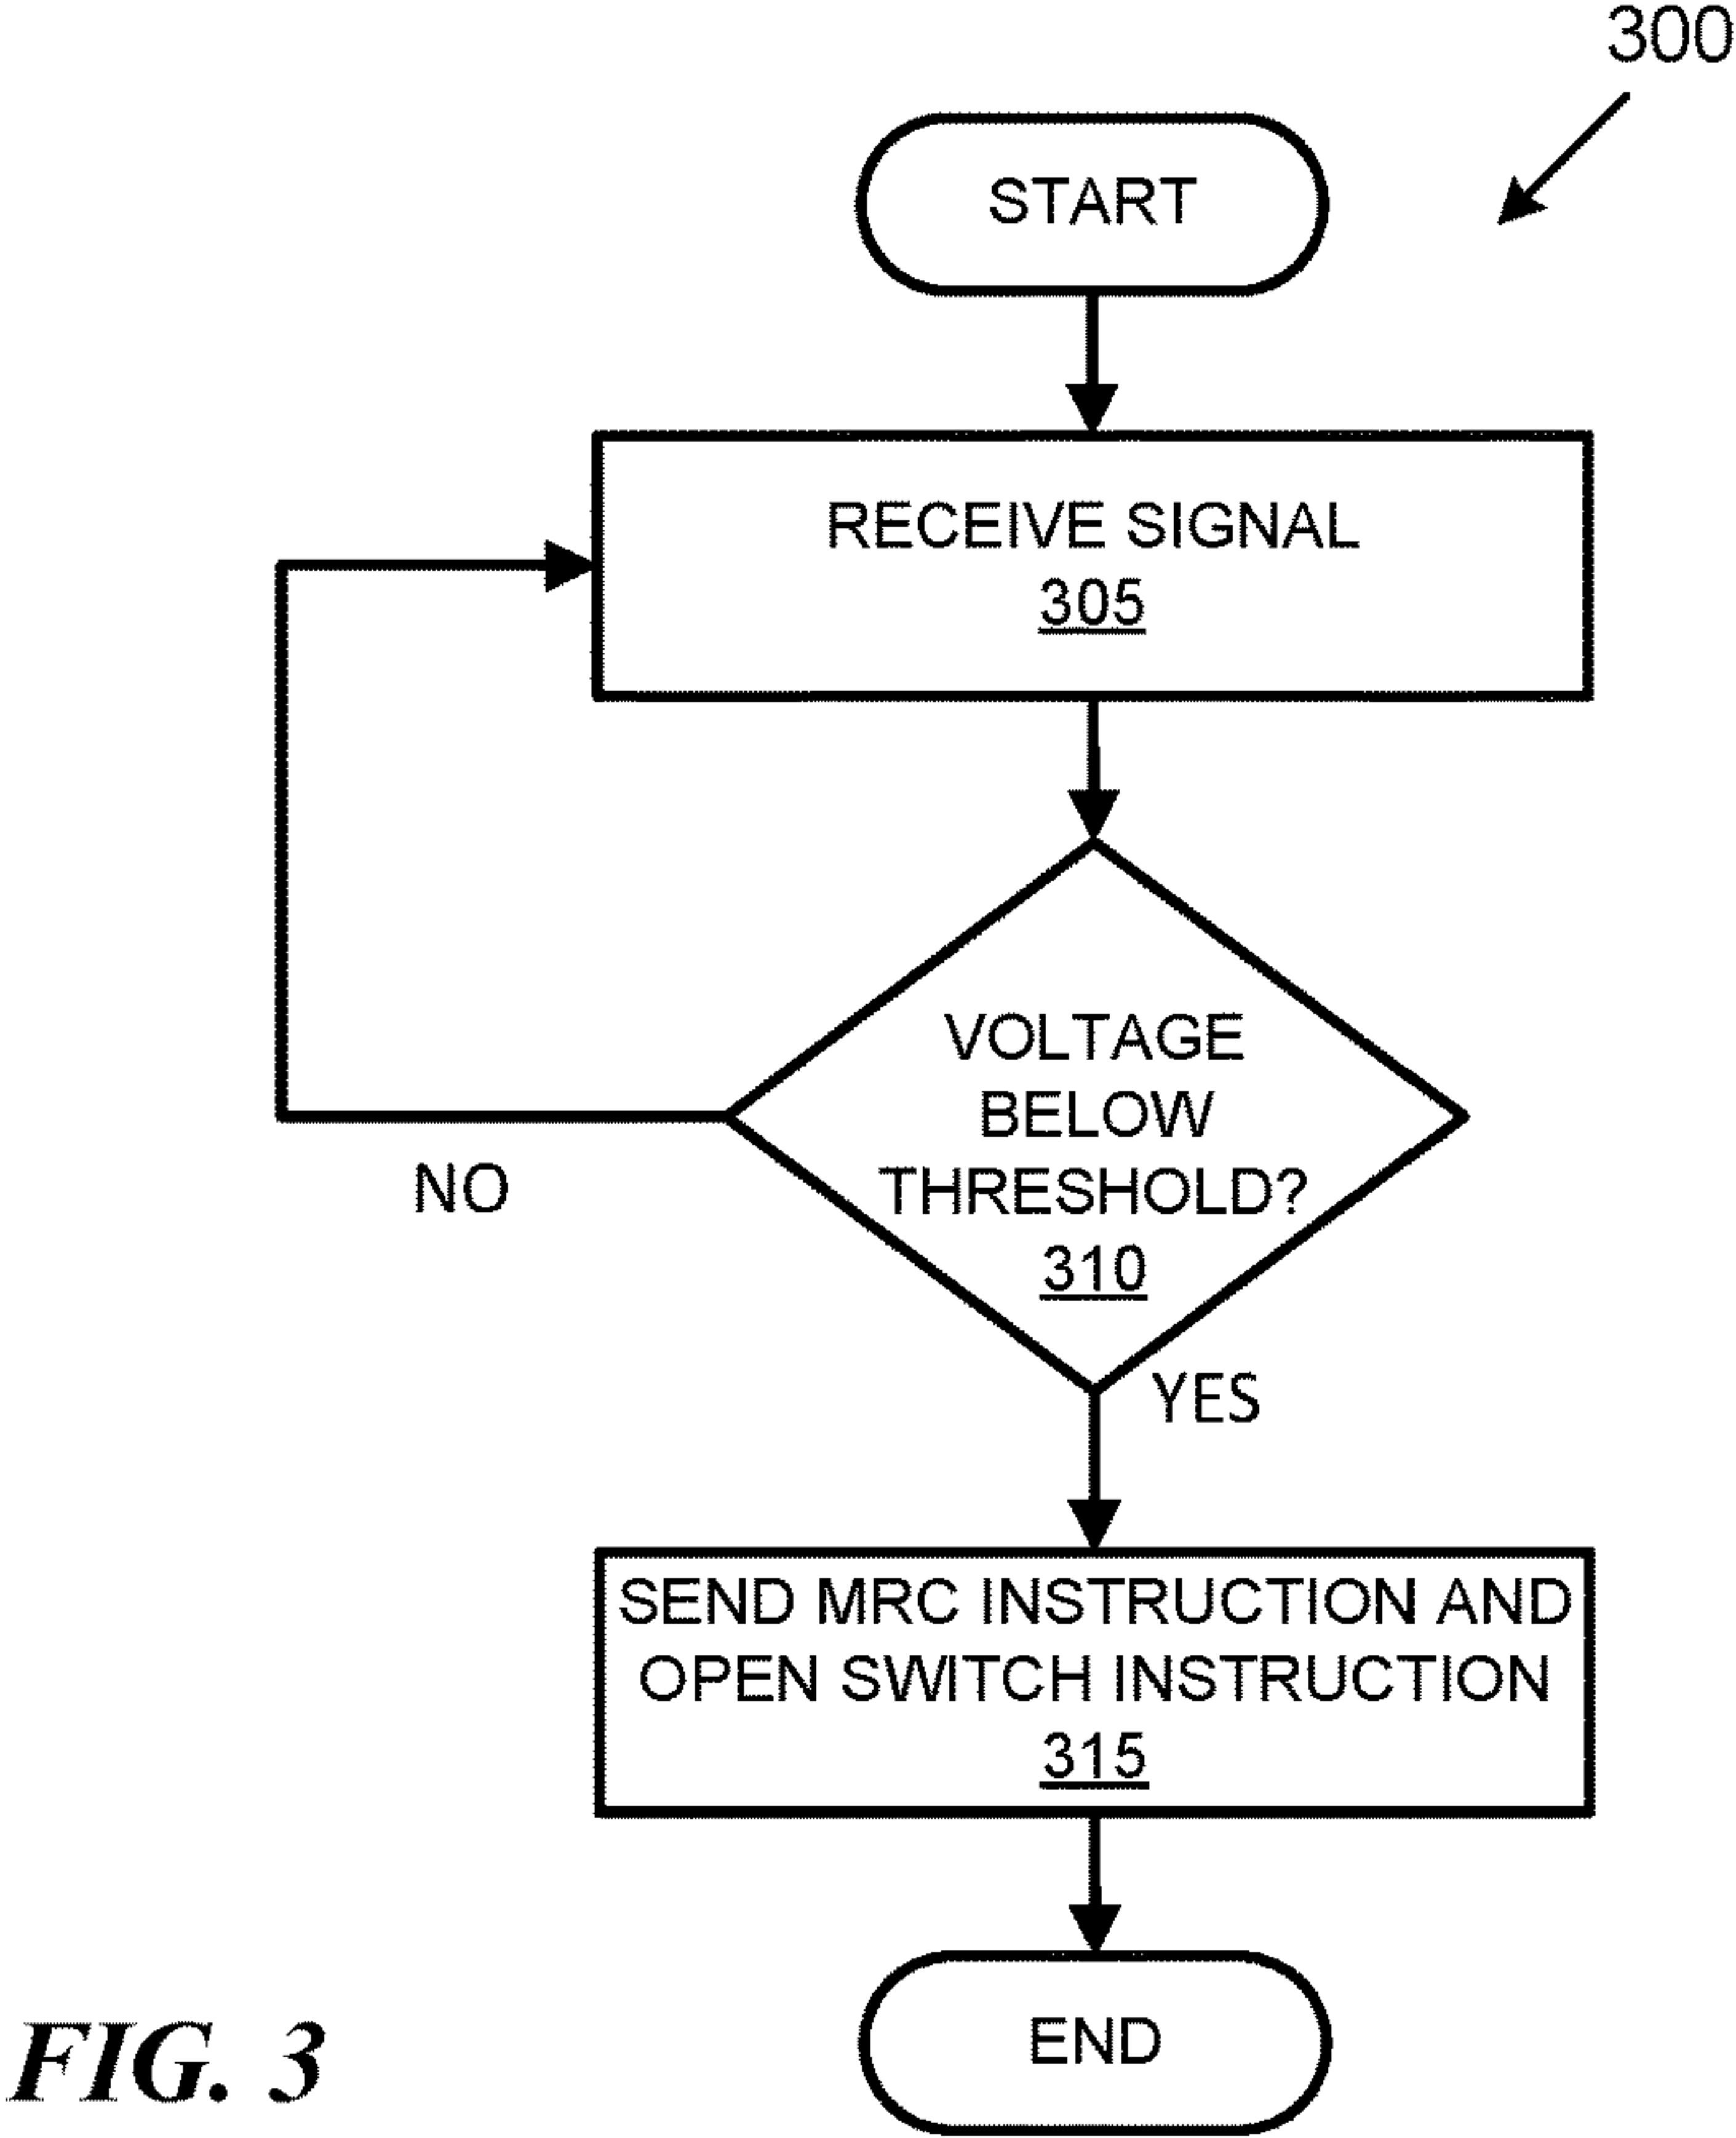 300
START
RECEIVE SIGNAL
305
VOLTAGE
BELOW
THRESHOLD?
310
NO
YES
SEND MRC INSTRUCTION AND
OPEN SWITCH INSTRUCTION
315
END
FIG. 3